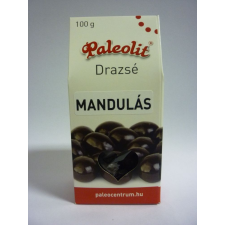 100 g
Paleolit
Drazsé
MANDULÁS
paleocentrum.hu